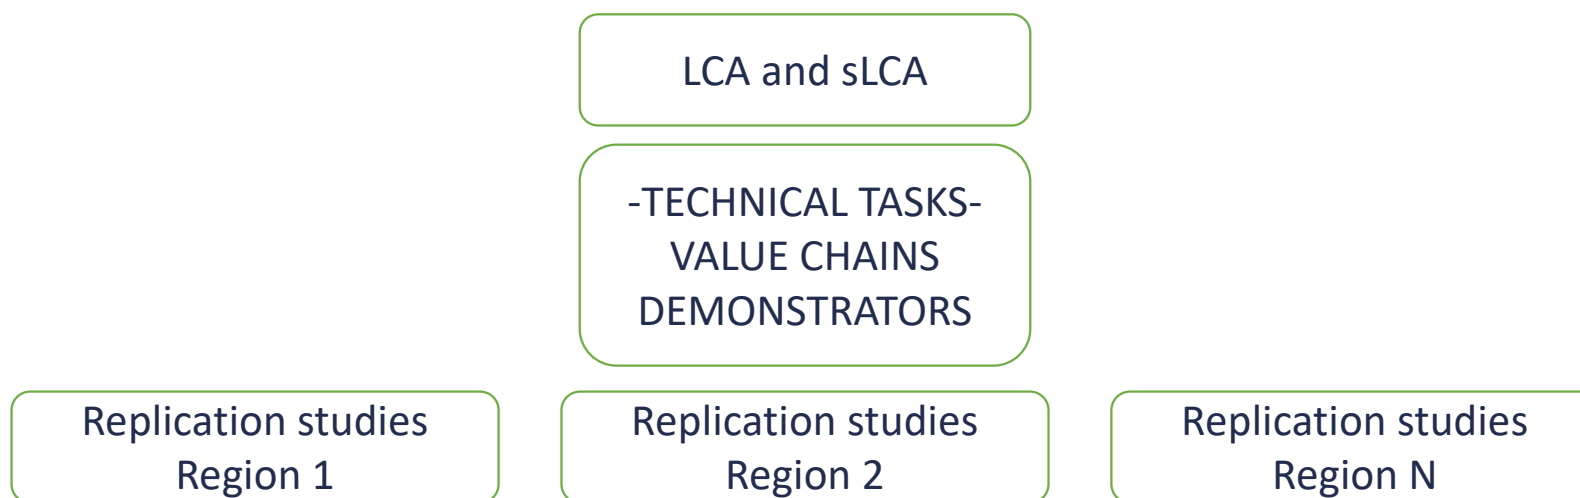 LCA and sLCA
-TECHNICAL TASKS-
VALUE CHAINS
DEMONSTRATORS
Replication studies
Region 1
Replication studies
Region 2
Replication studies
Region N